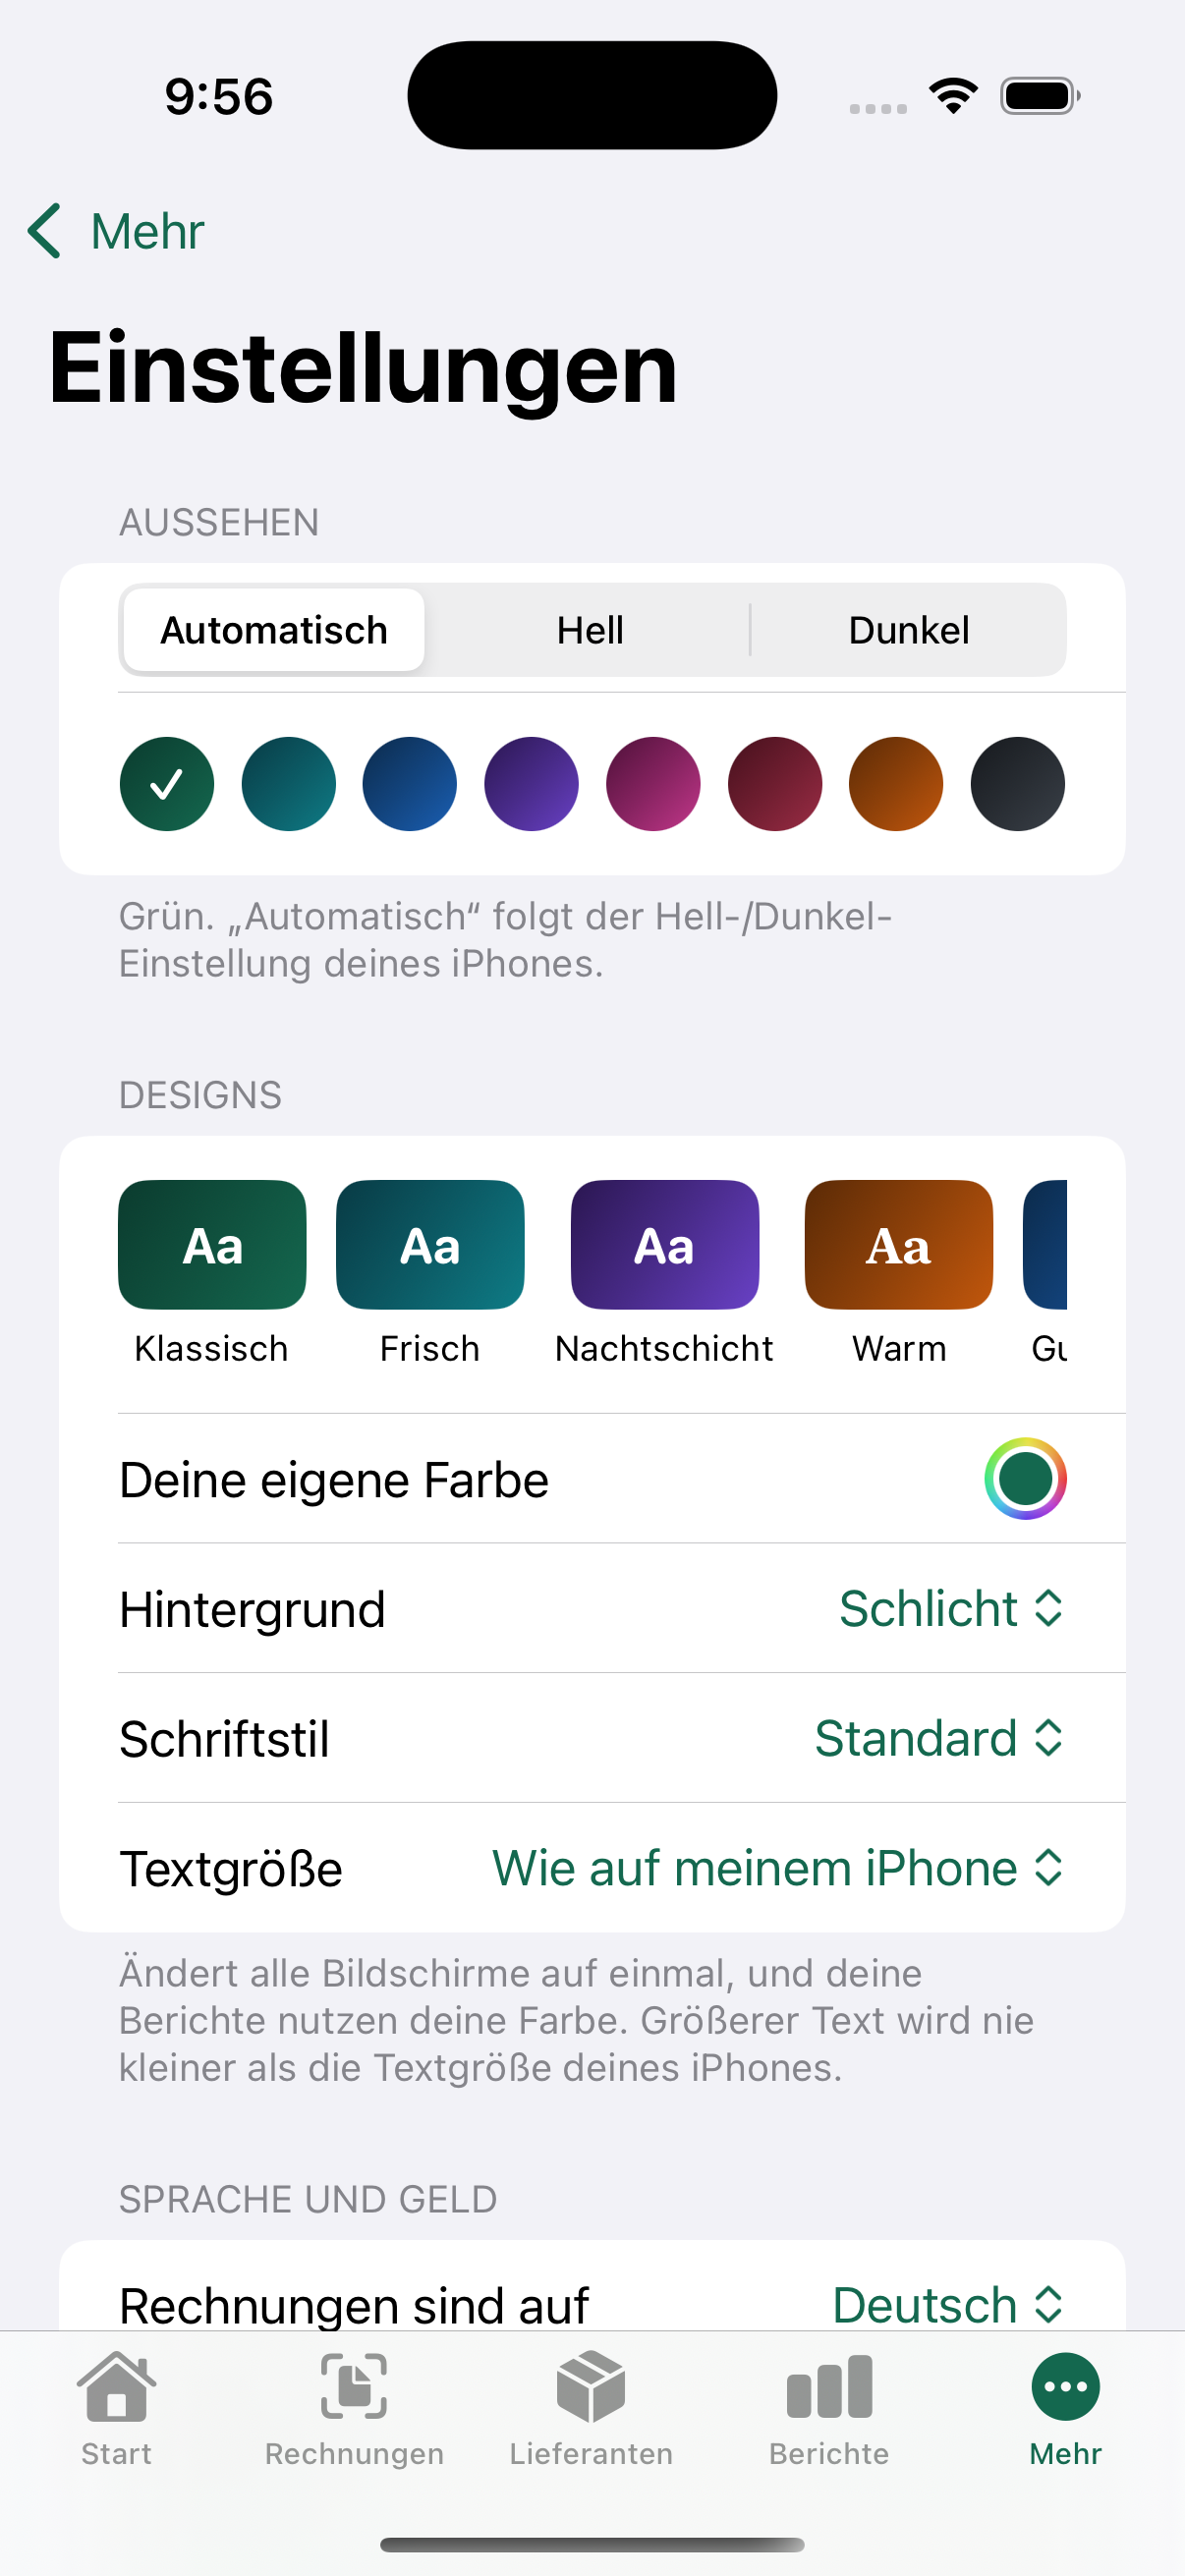 9:56
Mehr
Einstellungen
AUSSEHEN
Automatisch Hell Dunkel
Grün. „Automatisch“ folgt der Hell-/Dunkel-
Einstellung deines iPhones.
DESIGNS
Aa Aa Aa Aa
Klassisch Frisch Nachtschicht Warm
Deine eigene Farbe
Hintergrund Schlicht
Schriftstil Standard
Textgröße Wie auf meinem iPhone
Ändert alle Bildschirme auf einmal, und deine
Berichte nutzen deine Farbe. Größerer Text wird nie
kleiner als die Textgröße deines iPhones.
SPRACHE UND GELD
Rechnungen sind auf Deutsch
Start Rechnungen Lieferanten Berichte Mehr